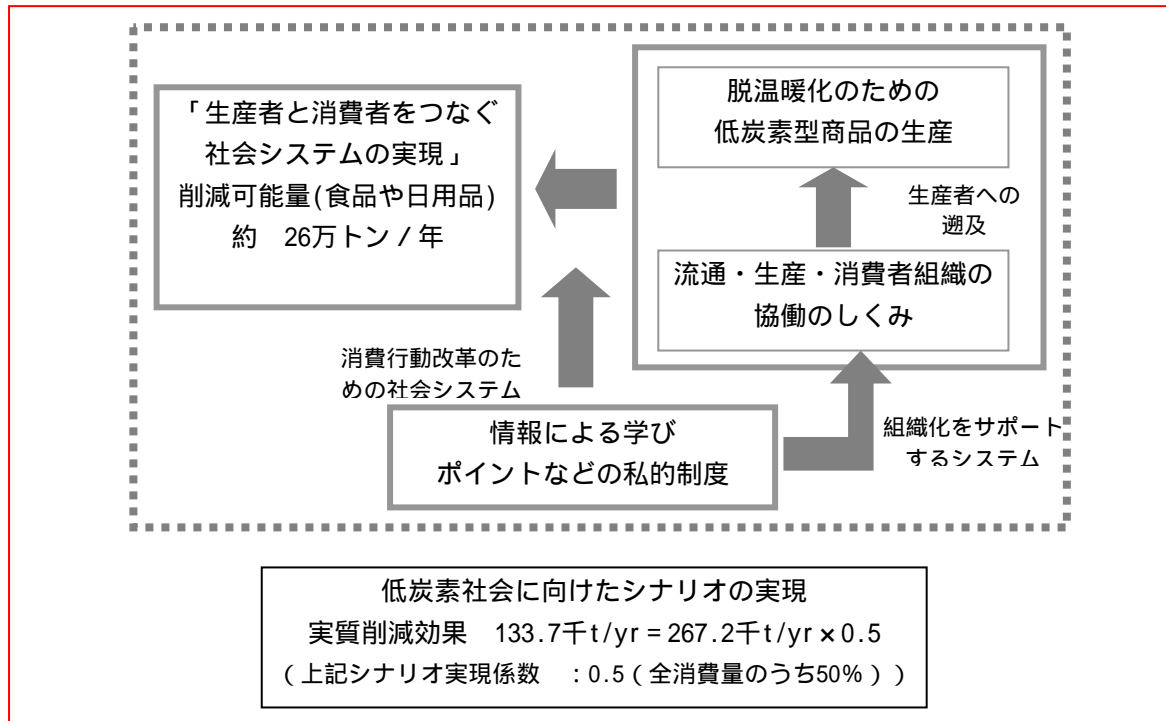 「生産者と消費者をつなぐ
社会システムの実現」
削減可能量(食品や日用品)
約　26万トン／年
脱温暖化のための
低炭素型商品の生産
生産者への
遡及
流通・生産・消費者組織の
協働のしくみ
消費行動改革のた
めの社会システム
情報による学び
ポイントなどの私的制度
組織化をサポート
するシステム
低炭素社会に向けたシナリオの実現
実質削減効果　133.7千t/yr＝267.2千t/yr×0.5
（上記シナリオ実現係数　：0.5（全消費量のうち50%））